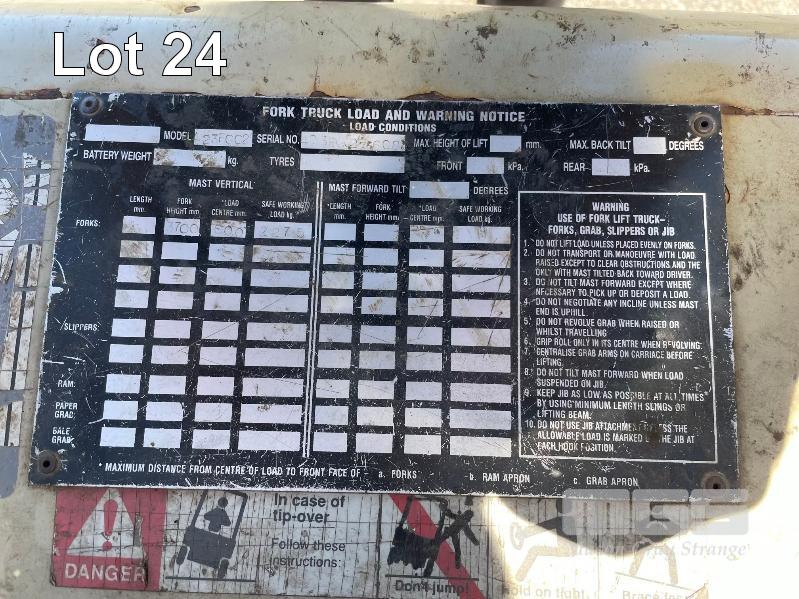 Lot 24
FORK TRUCK LOAD AND WARNING NOTICE
LOAD CONDITIONS
MODEL SERIAL NO. MAX. HEIGHT OF LIFT mm. MAX. BACK TILT DEGREES
BATTERY WEIGHT kg. TYRES FRONT kPa. REAR kPa.
MAST VERTICAL MAST FORWARD TILT DEGREES
LENGTH mm. FORK HEIGHT mm. *LOAD CENTRE mm. SAFE WORKING LOAD kg. *LENGTH mm. FORK HEIGHT mm. *LOAD CENTRE mm. SAFE WORKING LOAD kg.
FORKS: 3700
SLIPPERS:
RAM:
PAPER GRAB:
BALE GRAB:
* MAXIMUM DISTANCE FROM CENTRE OF LOAD TO FRONT FACE OF a. FORKS b. RAM APRON c. GRAB APRON
WARNING
USE OF FORK LIFT TRUCK–
FORKS, GRAB, SLIPPERS OR JIB
1. DO NOT LIFT LOAD UNLESS PLACED EVENLY ON FORKS.
2. DO NOT TRANSPORT OR MANOEUVRE WITH LOAD
RAISED EXCEPT TO CLEAR OBSTRUCTIONS AND THE
ONLY WITH MAST TILTED BACK TOWARD DRIVER.
3. DO NOT TILT MAST FORWARD EXCEPT WHERE
NECESSARY TO PICK UP OR DEPOSIT A LOAD.
4. DO NOT NEGOTIATE ANY INCLINE UNLESS MAST
END IS UPHILL.
5. DO NOT REVOLVE GRAB WHEN RAISED OR
WHILST TRAVELLING
6. GRIP ROLL ONLY IN ITS CENTRE WHEN REVOLVING.
7. CENTRALISE GRAB ARMS ON CARRIAGE BEFORE
LIFTING.
8. DO NOT TILT MAST FORWARD WHEN LOAD
SUSPENDED ON JIB.
9. KEEP JIB AS LOW AS POSSIBLE AT ALL TIMES
BY USING MINIMUM LENGTH SLINGS OR
LIFTING BEAM.
10. DO NOT USE JIB ATTACHMENT THE
ALLOWABLE LOAD IS MARKED JIB AT
EACH HOOK POSITION.
DANGER
In case of
tip-over
Follow these
instructions:
Don't jump!
Hold on tight.
Brace
MGS
Strange